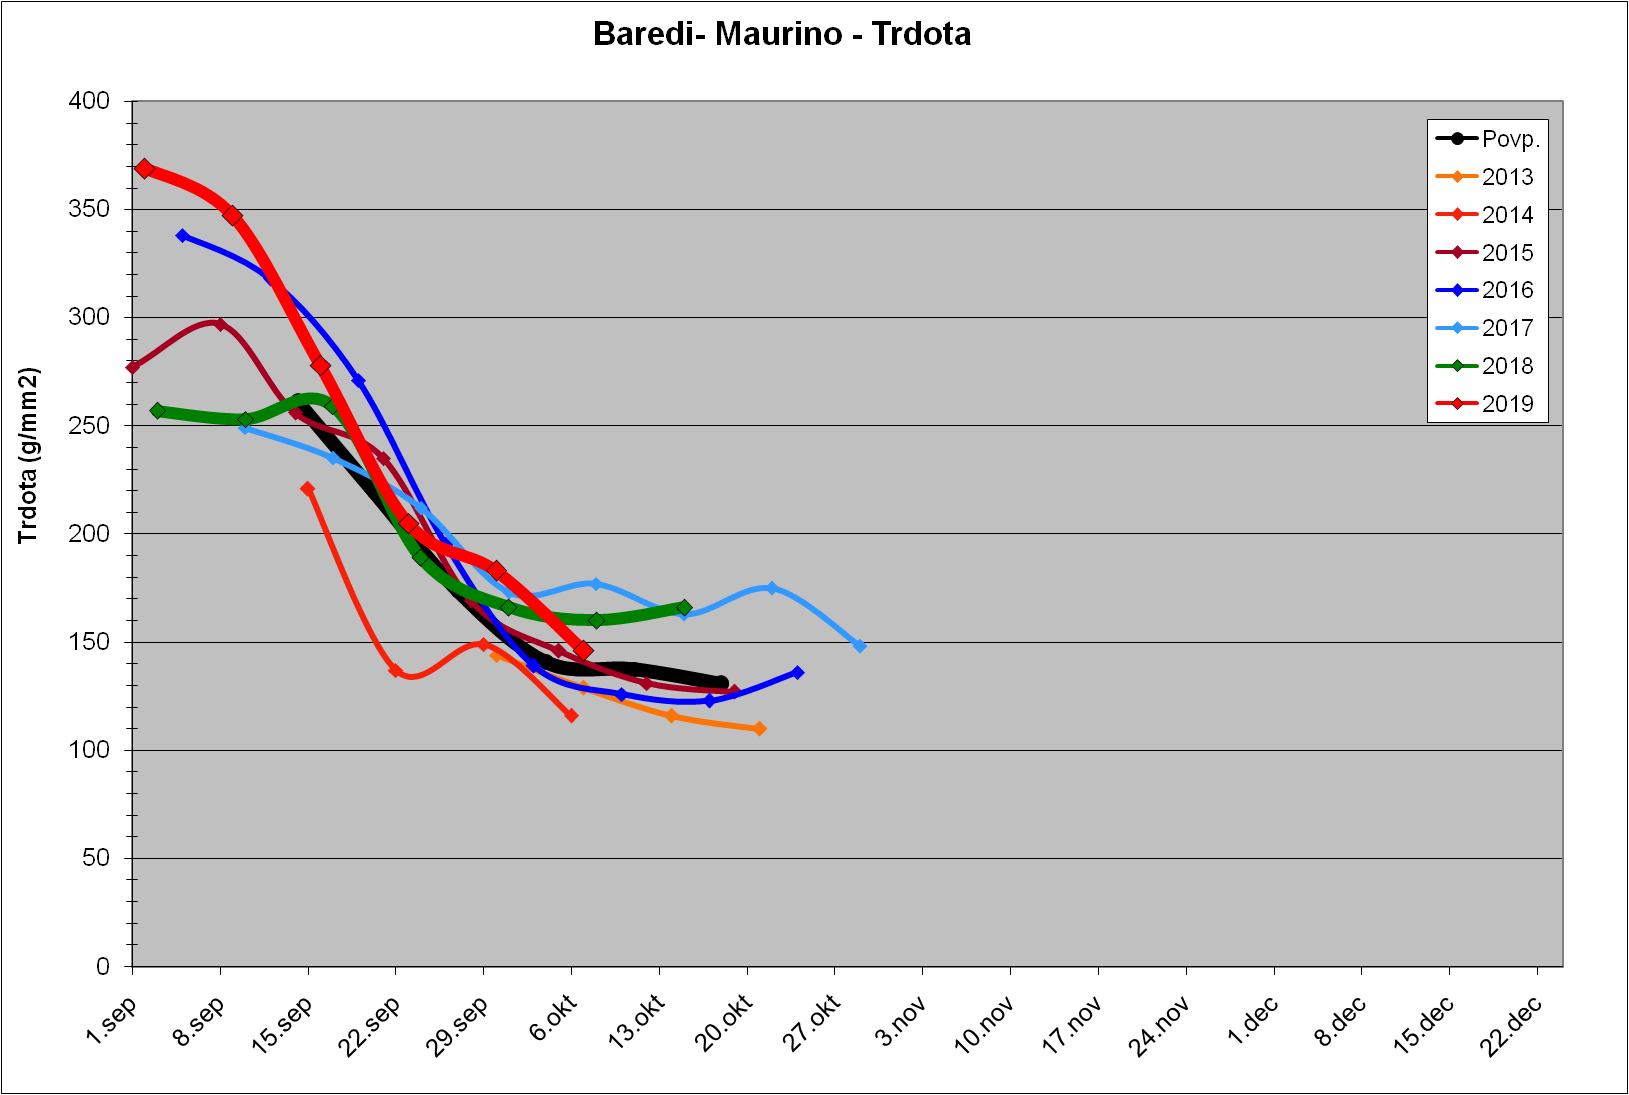 Baredi- Maurino - Trdota
Trdota (g/mm2)
400
350
300
250
200
150
100
50
0
1.sep
8.sep
15.sep
22.sep
29.sep
6.okt
13.okt
20.okt
27.okt
3.nov
10.nov
17.nov
24.nov
1.dec
8.dec
15.dec
22.dec
Povp.
2013
2014
2015
2016
2017
2018
2019